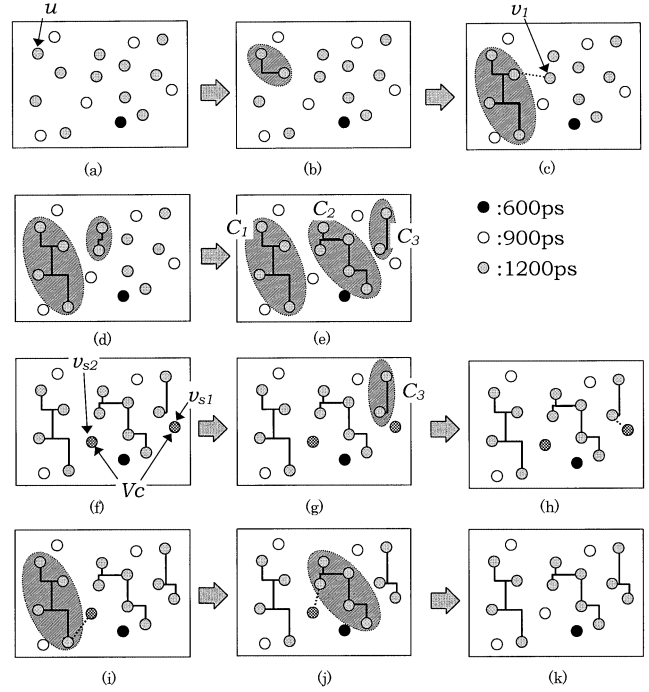 u
v1
(a)
(b)
(c)
C1
C2
C3
:600ps
:900ps
:1200ps
(d)
(e)
vs2
vs1
Vc
C3
(f)
(g)
(h)
(i)
(j)
(k)